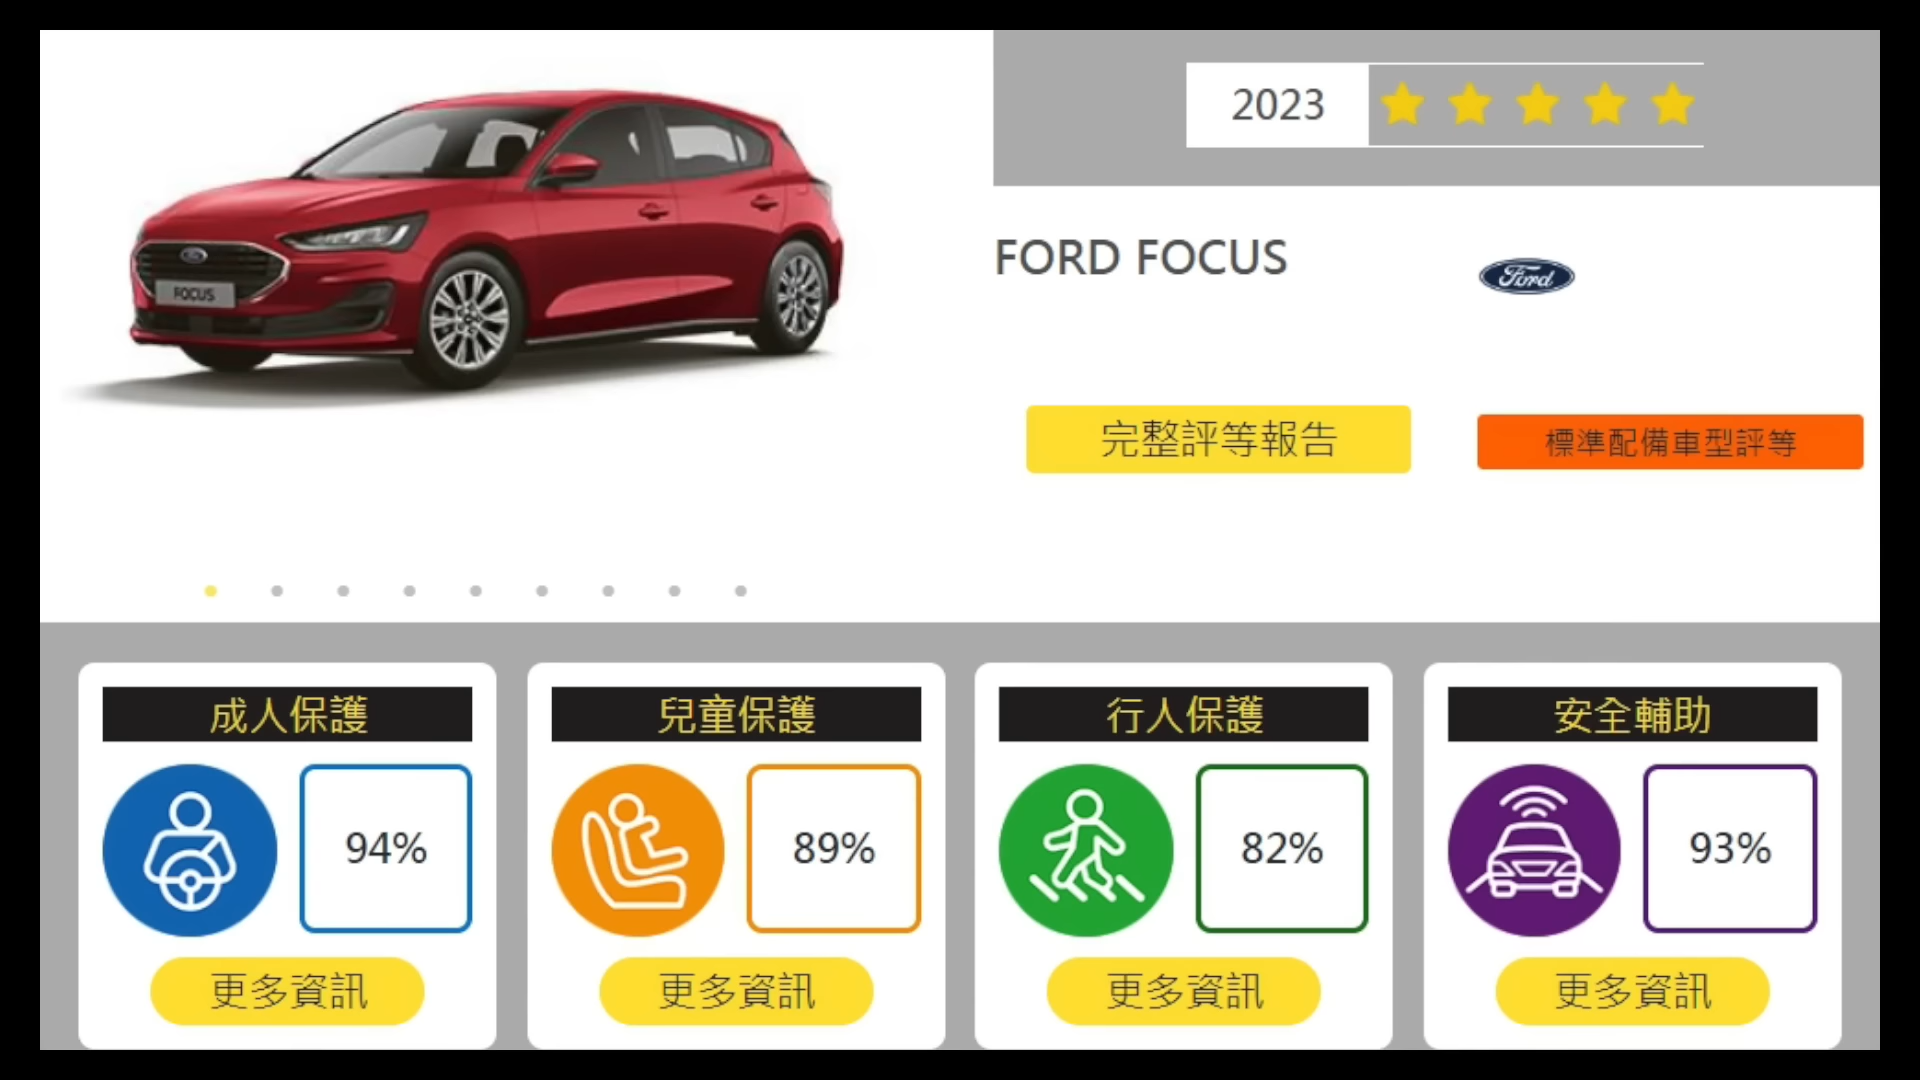 2023
FORD FOCUS
Ford
FOCUS
完整評等報告
標準配備車型評等
成人保護
兒童保護
行人保護
安全輔助
94%
89%
82%
93%
更多資訊
更多資訊
更多資訊
更多資訊